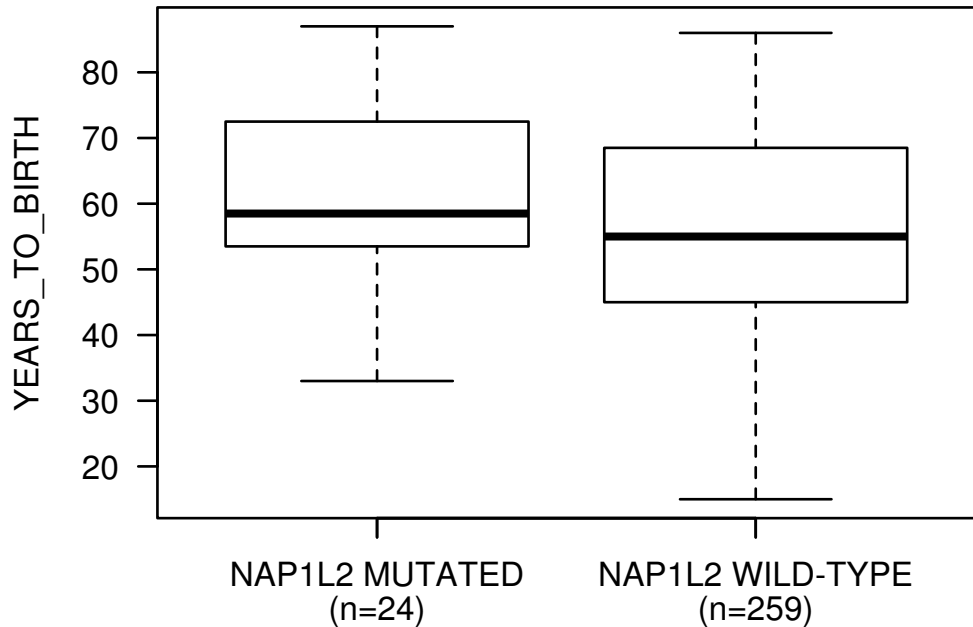 YEARS_TO_BIRTH
80
70
60
50
40
30
20
NAP1L2 MUTATED
(n=24)
NAP1L2 WILD-TYPE
(n=259)